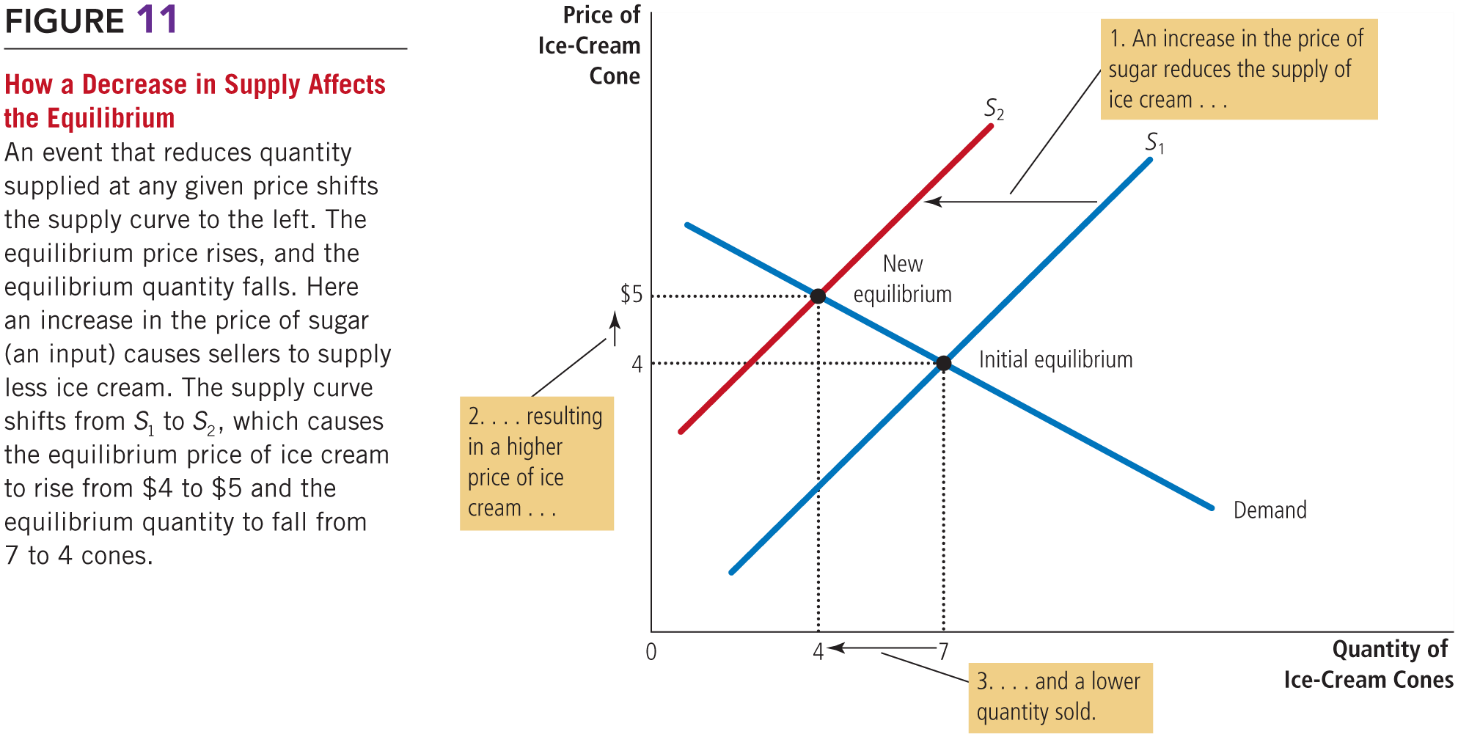 FIGURE 11
How a Decrease in Supply Affects
the Equilibrium
An event that reduces quantity
supplied at any given price shifts
the supply curve to the left. The
equilibrium price rises, and the
equilibrium quantity falls. Here
an increase in the price of sugar
(an input) causes sellers to supply
less ice cream. The supply curve
shifts from S₁ to S₂, which causes
the equilibrium price of ice cream
to rise from $4 to $5 and the
equilibrium quantity to fall from
7 to 4 cones.
Price of
Ice-Cream
Cone
1. An increase in the price of
sugar reduces the supply of
ice cream . . .
S₂
S₁
New
equilibrium
$5
Initial equilibrium
4
2. . . . resulting
in a higher
price of ice
cream . . .
Demand
0
4
7
Quantity of
Ice-Cream Cones
3. . . . and a lower
quantity sold.